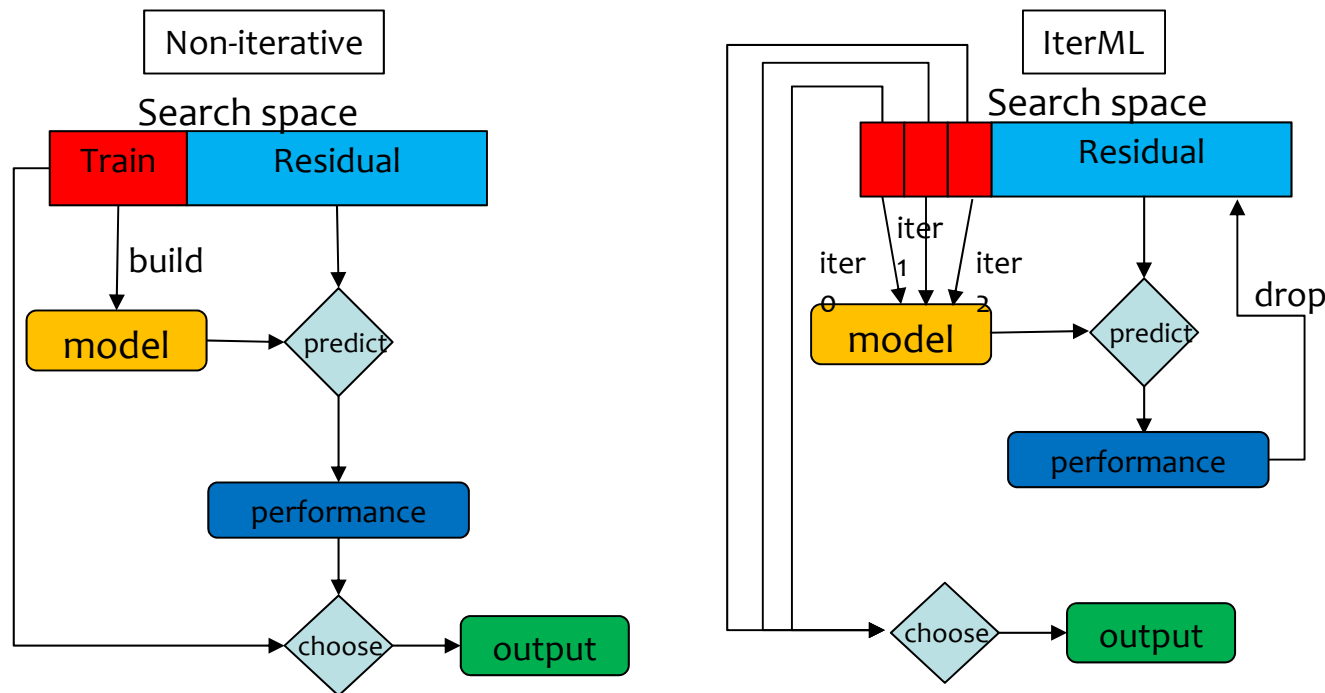 Non-iterative
Search space
Train
Residual
build
model
predict
performance
choose
output
IterML
Search space
Residual
iter
0
iter
1
iter
2
model
predict
drop
performance
choose
output